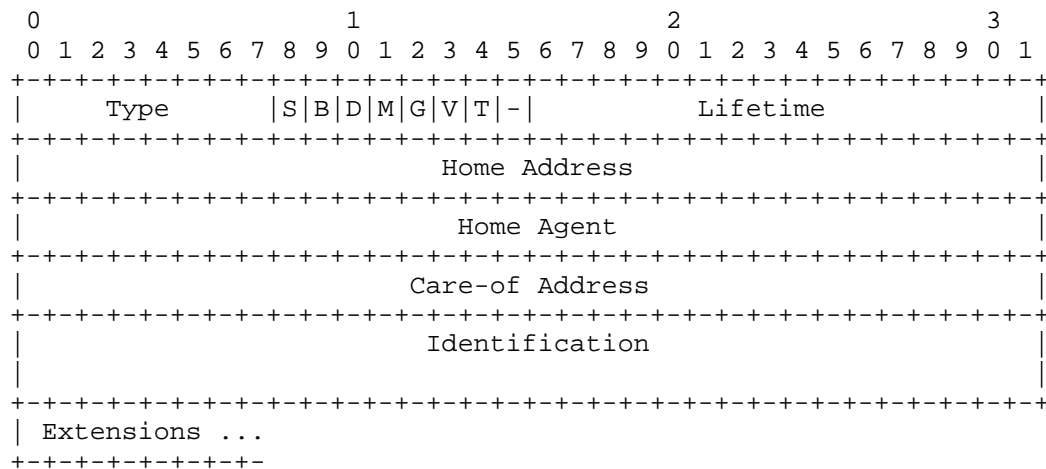 0                   1                   2                   3
 0 1 2 3 4 5 6 7 8 9 0 1 2 3 4 5 6 7 8 9 0 1 2 3 4 5 6 7 8 9 0 1
+-+-+-+-+-+-+-+-+-+-+-+-+-+-+-+-+-+-+-+-+-+-+-+-+-+-+-+-+-+-+-+-+
|     Type      |S|B|D|M|G|V|T|-|          Lifetime             |
+-+-+-+-+-+-+-+-+-+-+-+-+-+-+-+-+-+-+-+-+-+-+-+-+-+-+-+-+-+-+-+-+
|                          Home Address                         |
+-+-+-+-+-+-+-+-+-+-+-+-+-+-+-+-+-+-+-+-+-+-+-+-+-+-+-+-+-+-+-+-+
|                           Home Agent                          |
+-+-+-+-+-+-+-+-+-+-+-+-+-+-+-+-+-+-+-+-+-+-+-+-+-+-+-+-+-+-+-+-+
|                        Care-of Address                        |
+-+-+-+-+-+-+-+-+-+-+-+-+-+-+-+-+-+-+-+-+-+-+-+-+-+-+-+-+-+-+-+-+
|                         Identification                        |
|                                                               |
+-+-+-+-+-+-+-+-+-+-+-+-+-+-+-+-+-+-+-+-+-+-+-+-+-+-+-+-+-+-+-+-+
| Extensions ...
+-+-+-+-+-+-+-+-